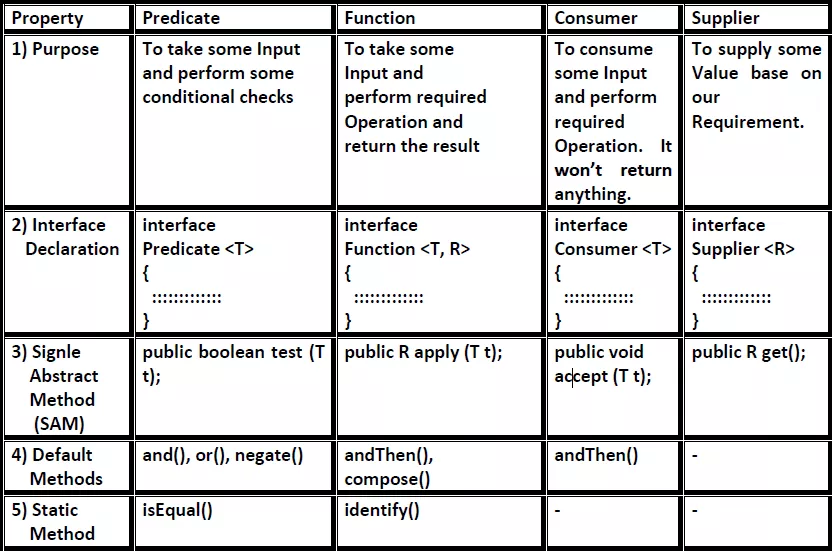 Property Predicate Function Consumer Supplier
1) Purpose
To take some Input
and perform some
conditional checks
To take some
Input and
perform required
Operation and
return the result
To consume
some Input
and perform
required
Operation. It
won't return
anything.
To supply some
Value base on
our
Requirement.
2) Interface
Declaration
interface
Predicate <T>
{
:::::::::::::
}
interface
Function <T, R>
{
:::::::::::::
}
interface
Consumer <T>
{
:::::::::::::
}
interface
Supplier <R>
{
:::::::::::::
}
3) Signle
Abstract
Method
(SAM)
public boolean test (T
t);
public R apply (T t);
public void
accept (T t);
public R get();
4) Default
Methods
and(), or(), negate()
andThen(),
compose()
andThen()
-
5) Static
Method
isEqual()
identify()
-
-